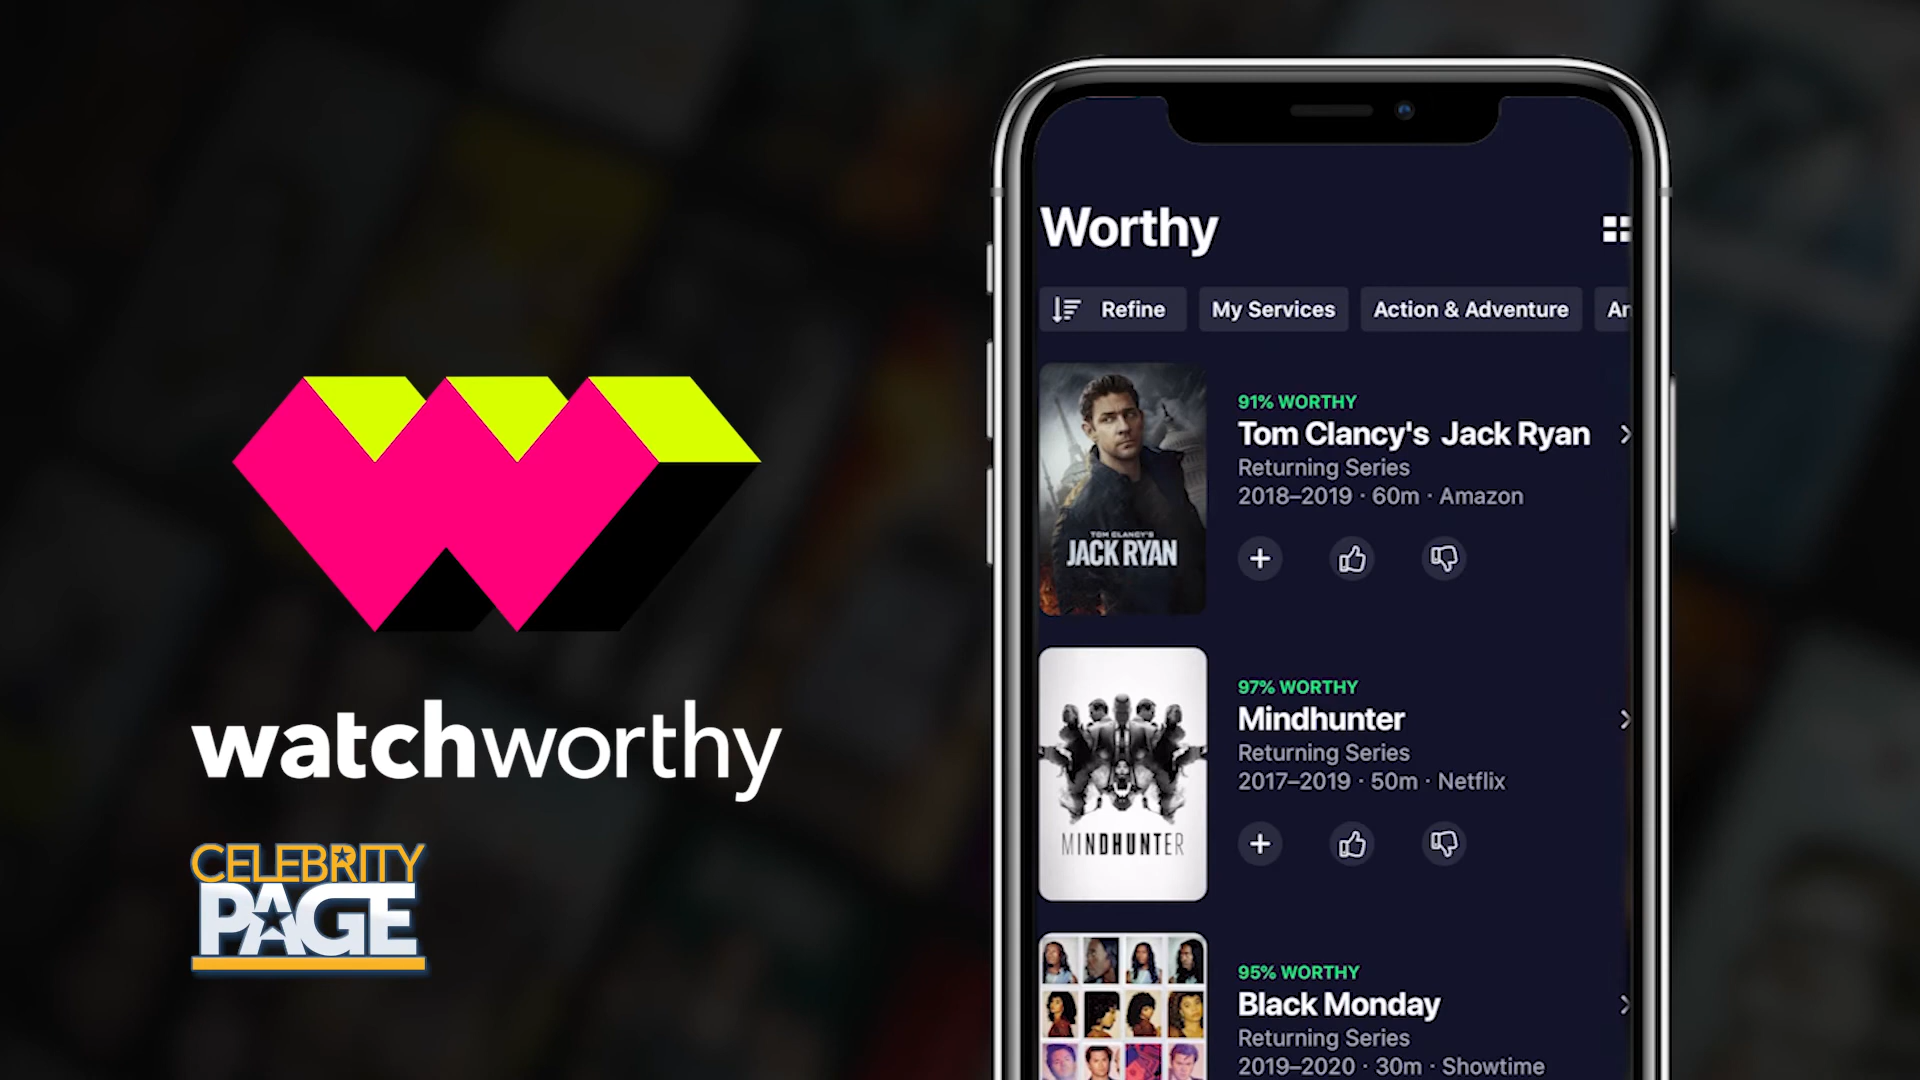 watchworthy
CELEBRITY
PAGE
Worthy
Refine
My Services
Action & Adventure
91% WORTHY
Tom Clancy's Jack Ryan
Returning Series
2018–2019 · 60m · Amazon
TOM CLANCY'S
JACK RYAN
97% WORTHY
Mindhunter
Returning Series
2017–2019 · 50m · Netflix
MINDHUNTER
95% WORTHY
Black Monday
Returning Series
2019–2020 · 30m · Showtime